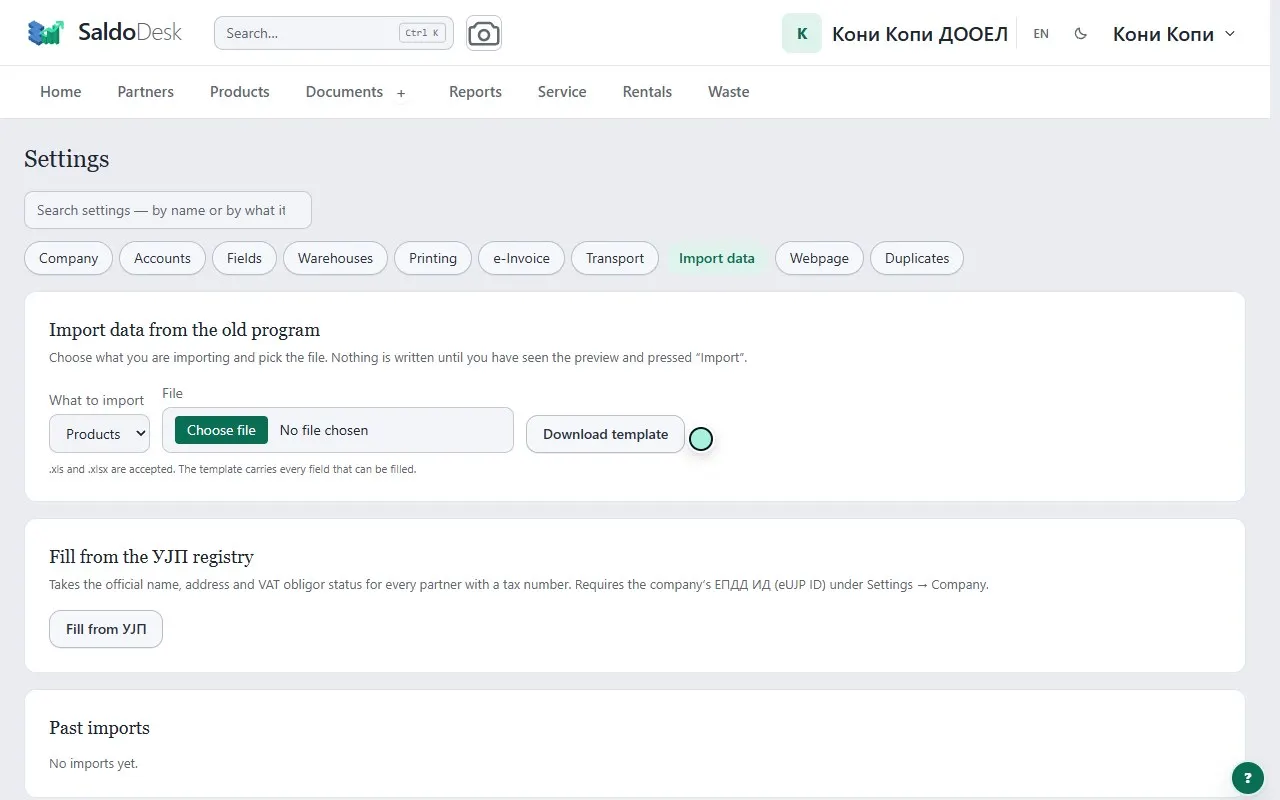 SaldoDesk
Search...
Ctrl K
K
Кони Копи ДООЕЛ
EN
Кони Копи
Home
Partners
Products
Documents
+
Reports
Service
Rentals
Waste
Settings
Search settings — by name or by what it
Company
Accounts
Fields
Warehouses
Printing
e-Invoice
Transport
Import data
Webpage
Duplicates
Import data from the old program
Choose what you are importing and pick the file. Nothing is written until you have seen the preview and pressed “Import”.
What to import
File
Products
Choose file
No file chosen
Download template
.xls and .xlsx are accepted. The template carries every field that can be filled.
Fill from the УЈП registry
Takes the official name, address and VAT obligor status for every partner with a tax number. Requires the company’s ЕПДД ИД (eUJP ID) under Settings → Company.
Fill from УЈП
Past imports
No imports yet.
?